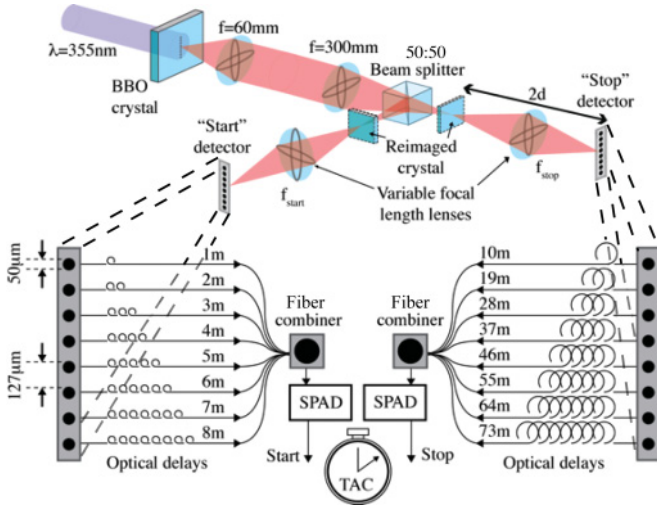 λ=355nm
BBO
crystal
f=60mm
f=300mm
50:50
Beam splitter
2d
"Stop"
detector
"Start"
detector
Reimaged
crystal
f_start
Variable focal
length lenses
f_stop
50μm
127μm
1m
2m
3m
4m
5m
6m
7m
8m
Optical delays
Fiber
combiner
SPAD
Start
Fiber
combiner
SPAD
Stop
TAC
10m
19m
28m
37m
46m
55m
64m
73m
Optical delays